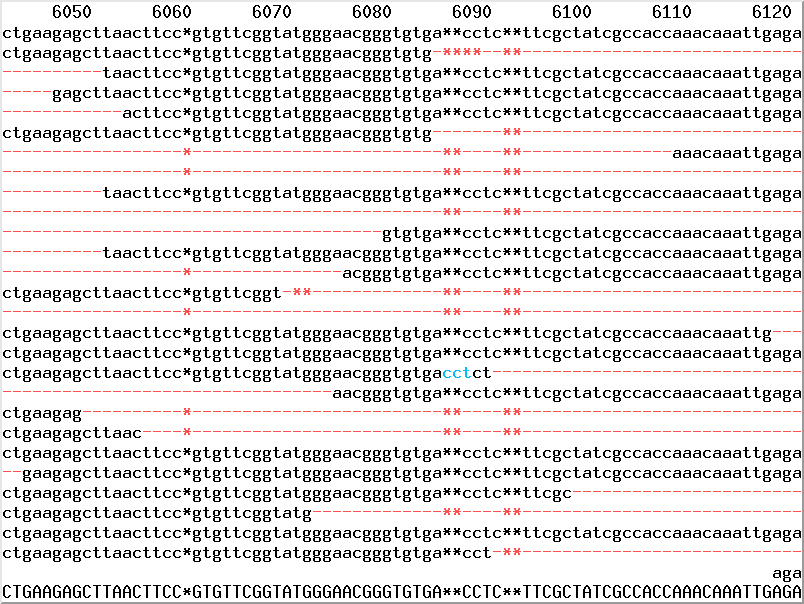 6050 6060 6070 6080 6090 6100 6110 6120
ctgaagagcttaacttcc*gtgttcggtatgggaacgggtgtga**cctc**ttcgctatcgccaccaaacaaattgaga
ctgaagagcttaacttcc*gtgttcggtatgggaacgggtgtg-****--**----------------------------
----------taacttcc*gtgttcggtatgggaacgggtgtga**cctc**ttcgctatcgccaccaaacaaattgaga
-----gagcttaacttcc*gtgttcggtatgggaacgggtgtga**cctc**ttcgctatcgccaccaaacaaattgaga
------------acttcc*gtgttcggtatgggaacgggtgtga**cctc**ttcgctatcgccaccaaacaaattgaga
ctgaagagcttaacttcc*gtgttcggtatgggaacgggtgtg-------**----------------------------
------------------*-------------------------**----**---------------aaacaaattgaga
------------------*-------------------------**----**----------------------------
----------taacttcc*gtgttcggtatgggaacgggtgtga**cctc**ttcgctatcgccaccaaacaaattgaga
--------------------------------------------**----**----------------------------
--------------------------------------gtgtga**cctc**ttcgctatcgccaccaaacaaattgaga
----------taacttcc*gtgttcggtatgggaacgggtgtga**cctc**ttcgctatcgccaccaaacaaattgaga
------------------*---------------acgggtgtga**cctc**ttcgctatcgccaccaaacaaattgaga
ctgaagagcttaacttcc*gtgttcggt-**-------------**----**----------------------------
------------------*-------------------------**----**----------------------------
ctgaagagcttaacttcc*gtgttcggtatgggaacgggtgtga**cctc**ttcgctatcgccaccaaacaaattg---
ctgaagagcttaacttcc*gtgttcggtatgggaacgggtgtga**cctc**ttcgctatcgccaccaaacaaattgaga
ctgaagagcttaacttcc*gtgttcggtatgggaacgggtgtgacctct-------------------------------
---------------------------------aacgggtgtga**cctc**ttcgctatcgccaccaaacaaattgaga
ctgaagag----------*-------------------------**----**----------------------------
ctgaagagcttaac----*-------------------------**----**----------------------------
ctgaagagcttaacttcc*gtgttcggtatgggaacgggtgtga**cctc**ttcgctatcgccaccaaacaaattgaga
--gaagagcttaacttcc*gtgttcggtatgggaacgggtgtga**cctc**ttcgctatcgccaccaaacaaattgaga
ctgaagagcttaacttcc*gtgttcggtatgggaacgggtgtga**cctc**ttcgc-----------------------
ctgaagagcttaacttcc*gtgttcggtatg-------------**----**----------------------------
ctgaagagcttaacttcc*gtgttcggtatgggaacgggtgtga**cctc**ttcgctatcgccaccaaacaaattgaga
ctgaagagcttaacttcc*gtgttcggtatgggaacgggtgtga**cct-**----------------------------
aga
CTGAAGAGCTTAACTTCC*GTGTTCGGTATGGGAACGGGTGTGA**CCTC**TTCGCTATCGCCACCAAACAAATTGAGA